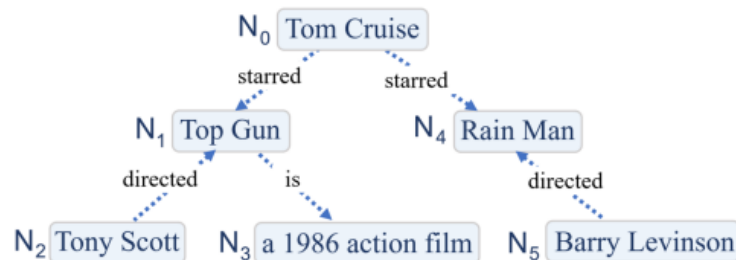 N₀ Tom Cruise
starred starred
N₁ Top Gun N₄ Rain Man
directed is directed
N₂ Tony Scott N₃ a 1986 action film N₅ Barry Levinson